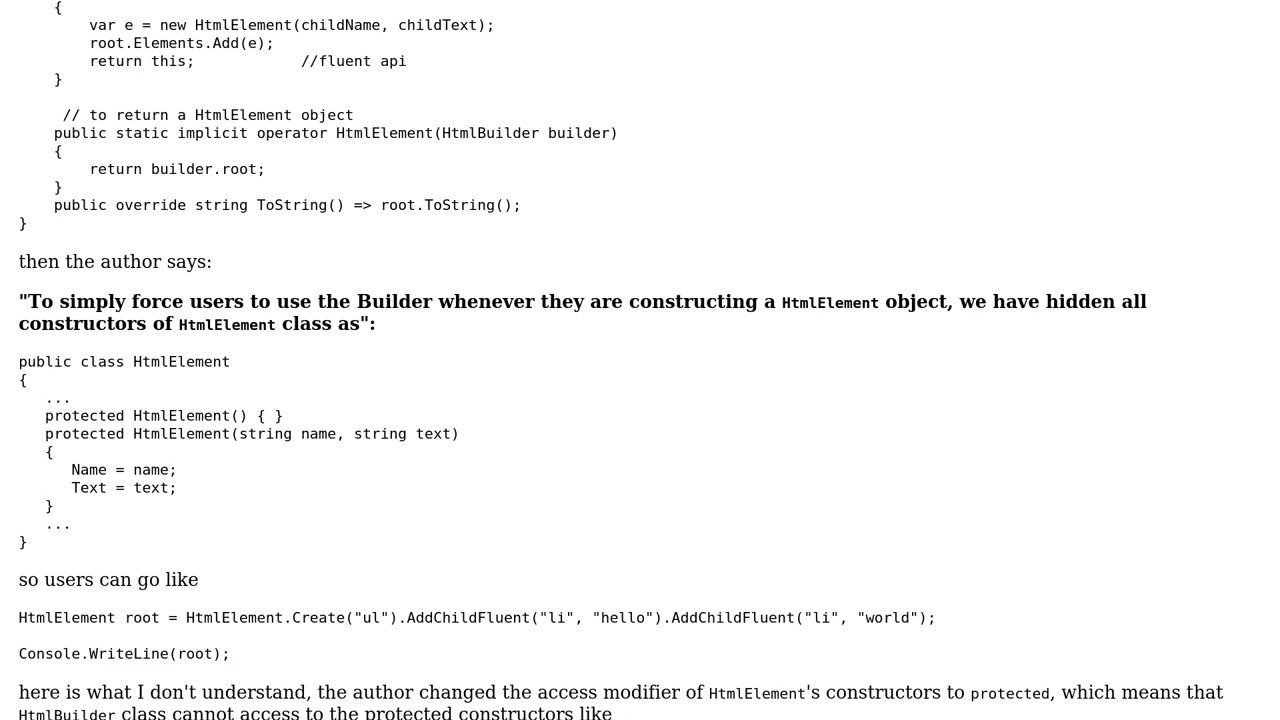 {
var e = new HtmlElement(childName, childText);
root.Elements.Add(e);
return this;            //fluent api
}
// to return a HtmlElement object
public static implicit operator HtmlElement(HtmlBuilder builder)
{
return builder.root;
}
public override string ToString() => root.ToString();
}
then the author says:
"To simply force users to use the Builder whenever they are constructing a HtmlElement object, we have hidden all
constructors of HtmlElement class as":
public class HtmlElement
{
...
protected HtmlElement() { }
protected HtmlElement(string name, string text)
{
Name = name;
Text = text;
}
...
}
so users can go like
HtmlElement root = HtmlElement.Create("ul").AddChildFluent("li", "hello").AddChildFluent("li", "world");
Console.WriteLine(root);
here is what I don't understand, the author changed the access modifier of HtmlElement's constructors to protected, which means that
HtmlBuilder class cannot access to the protected constructors like